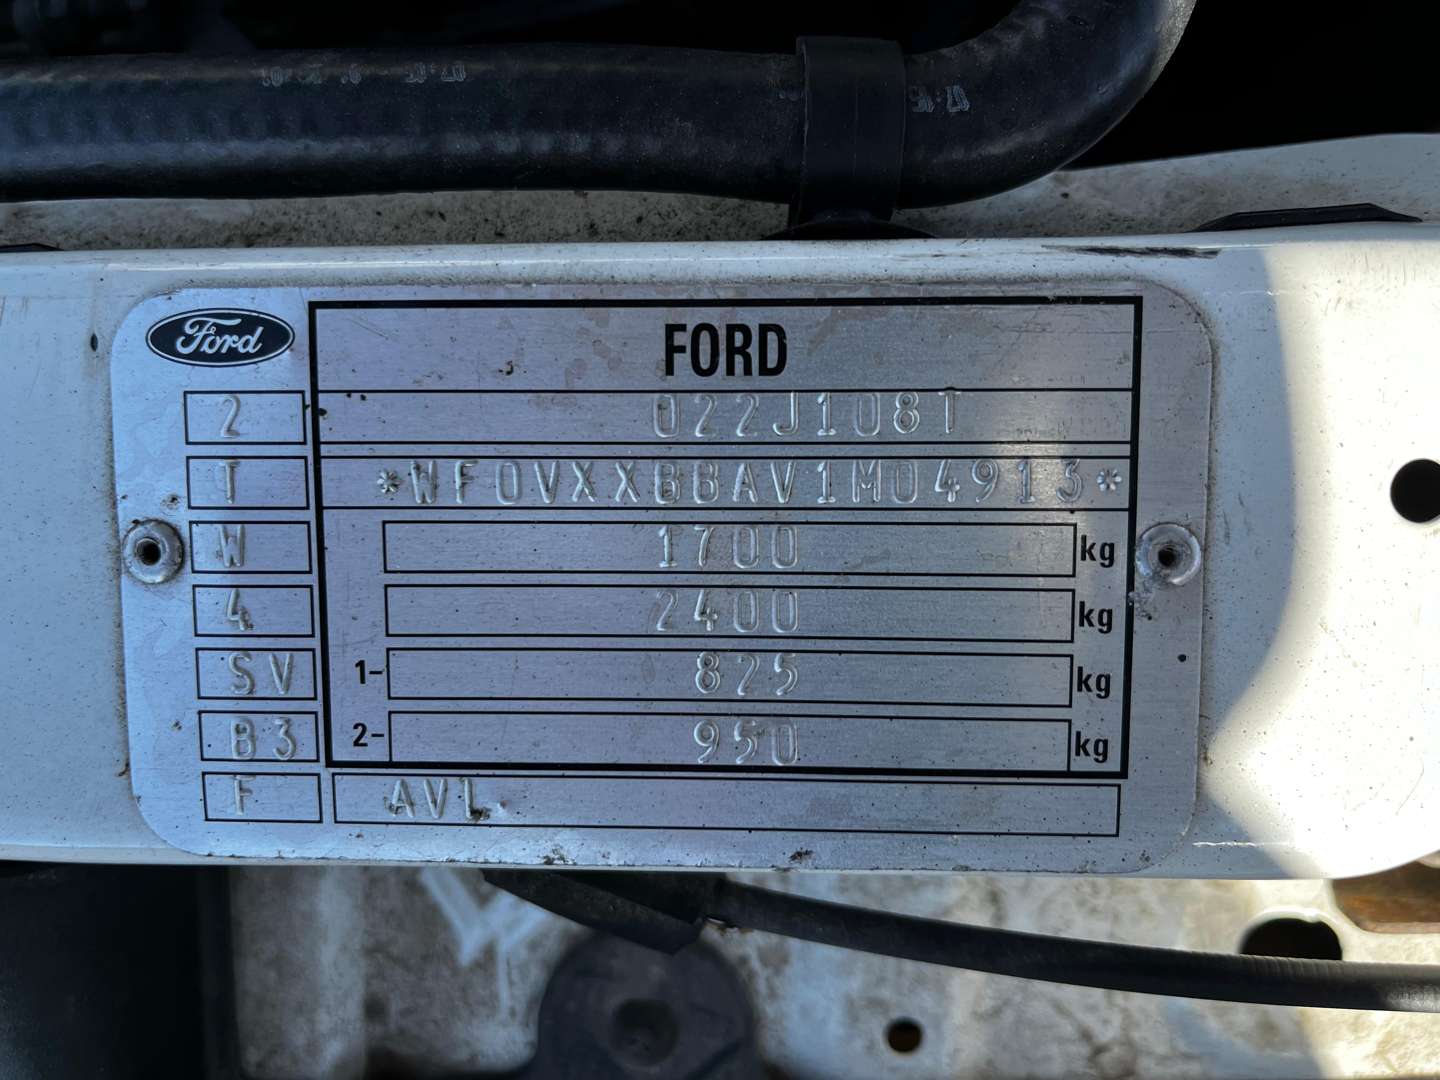 Ford
FORD
2 022J108T
T *WF0VXXBBAV1M04913*
W 1700 kg
4 2400 kg
SV 1- 825 kg
B3 2- 950 kg
F AVL